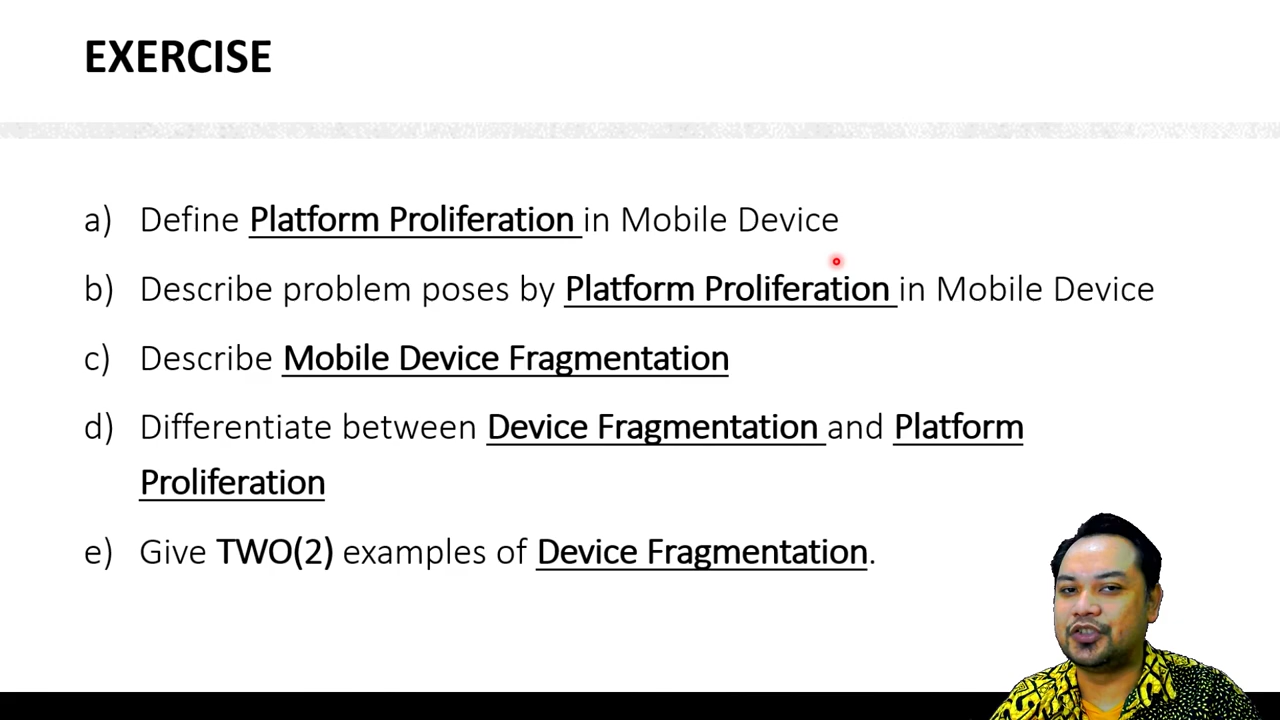 EXERCISE
a) Define Platform Proliferation in Mobile Device
b) Describe problem poses by Platform Proliferation in Mobile Device
c) Describe Mobile Device Fragmentation
d) Differentiate between Device Fragmentation and Platform
Proliferation
e) Give TWO(2) examples of Device Fragmentation.